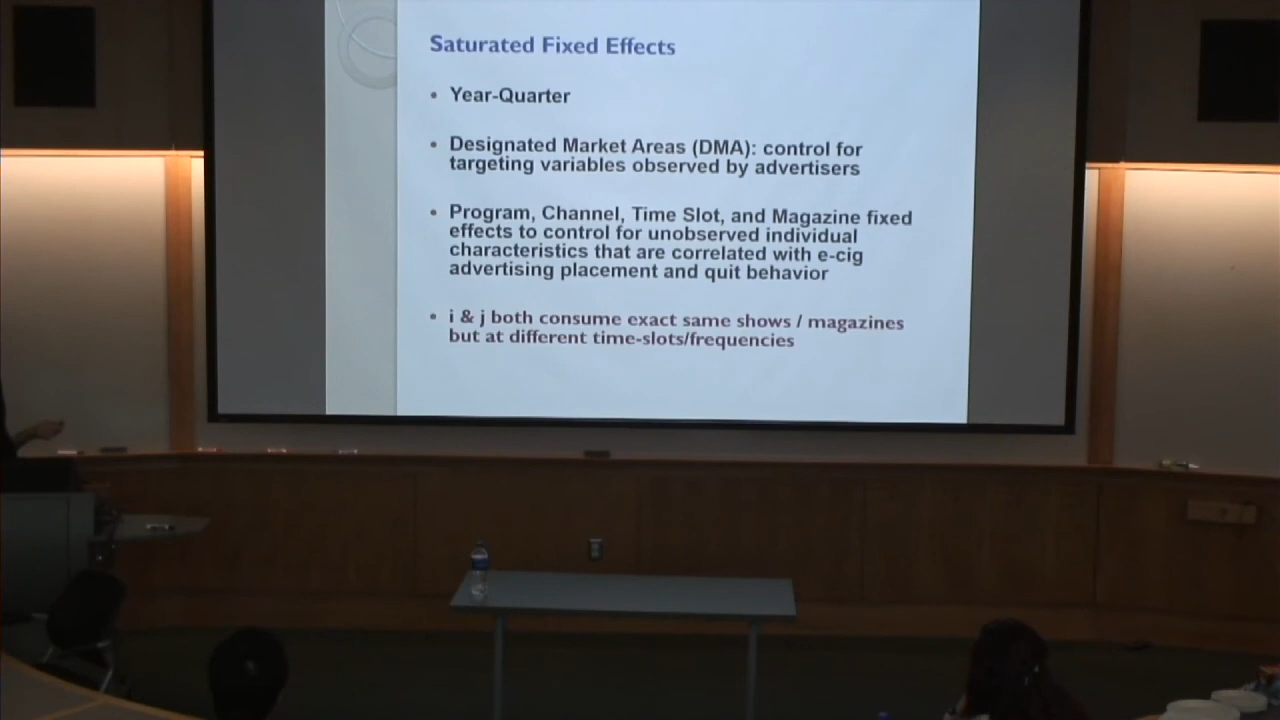 Saturated Fixed Effects
• Year-Quarter
• Designated Market Areas (DMA): control for
targeting variables observed by advertisers
• Program, Channel, Time Slot, and Magazine fixed
effects to control for unobserved individual
characteristics that are correlated with e-cig
advertising placement and quit behavior
• i & j both consume exact same shows / magazines
but at different time-slots/frequencies